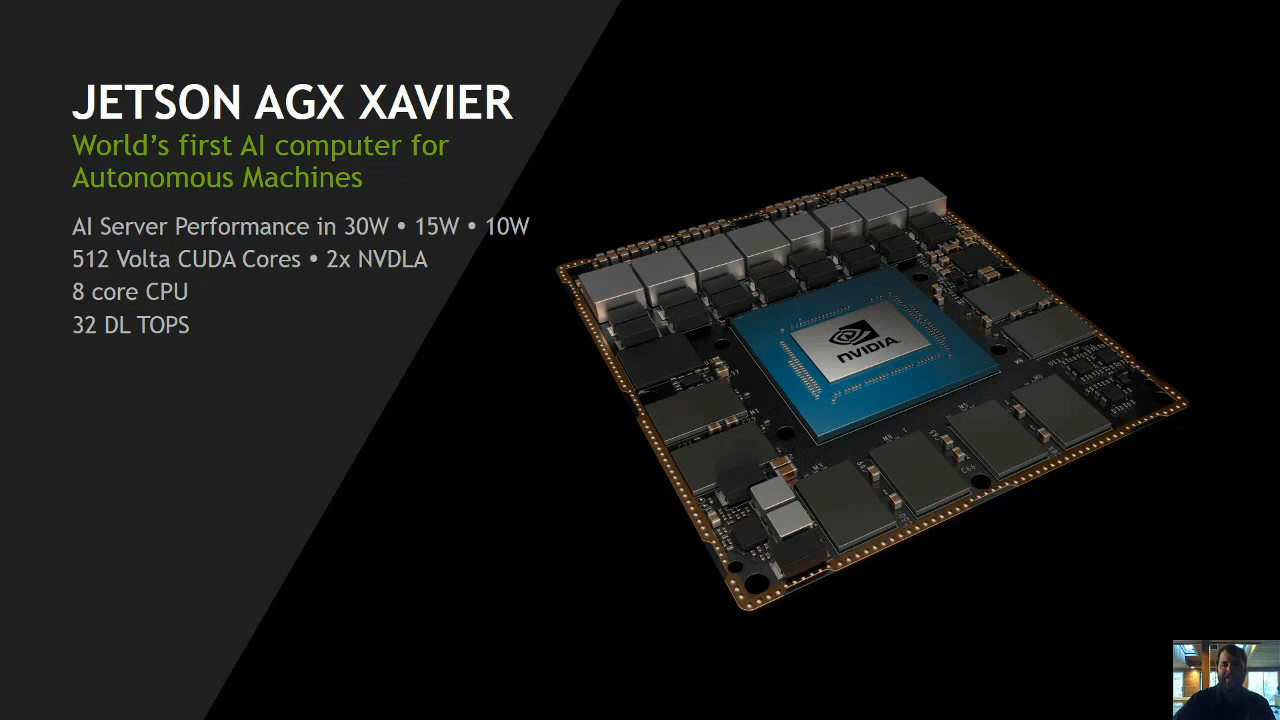 JETSON AGX XAVIER
World’s first AI computer for
Autonomous Machines
AI Server Performance in 30W • 15W • 10W
512 Volta CUDA Cores • 2x NVDLA
8 core CPU
32 DL TOPS
NVIDIA